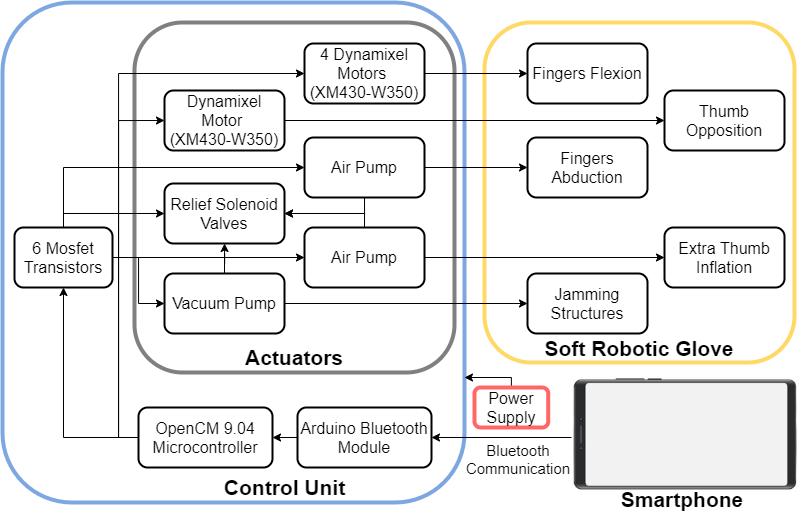 4 Dynamixel
Motors
(XM430-W350)
Fingers Flexion
Dynamixel
Motor
(XM430-W350)
Thumb
Opposition
Air Pump
Fingers
Abduction
Relief Solenoid
Valves
6 Mosfet
Transistors
Air Pump
Extra Thumb
Inflation
Vacuum Pump
Jamming
Structures
Actuators
Soft Robotic Glove
Power
Supply
OpenCM 9.04
Microcontroller
Arduino Bluetooth
Module
Bluetooth
Communication
Control Unit
Smartphone